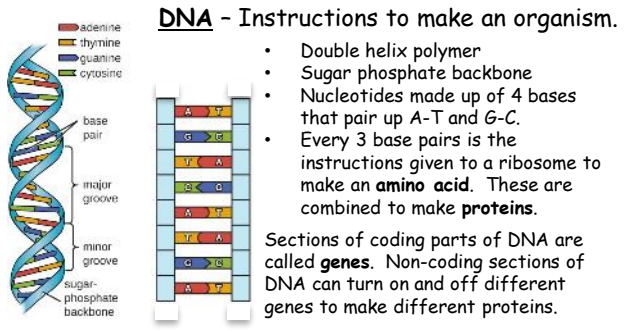 DNA – Instructions to make an organism.
adenine
thymine
guanine
cytosine
base
pair
major
groove
minor
groove
sugar-
phosphate
backbone
A T
G C
T A
C G
A T
T A
G C
A T
• Double helix polymer
• Sugar phosphate backbone
• Nucleotides made up of 4 bases
that pair up A-T and G-C.
• Every 3 base pairs is the
instructions given to a ribosome to
make an amino acid. These are
combined to make proteins.
Sections of coding parts of DNA are
called genes. Non-coding sections of
DNA can turn on and off different
genes to make different proteins.